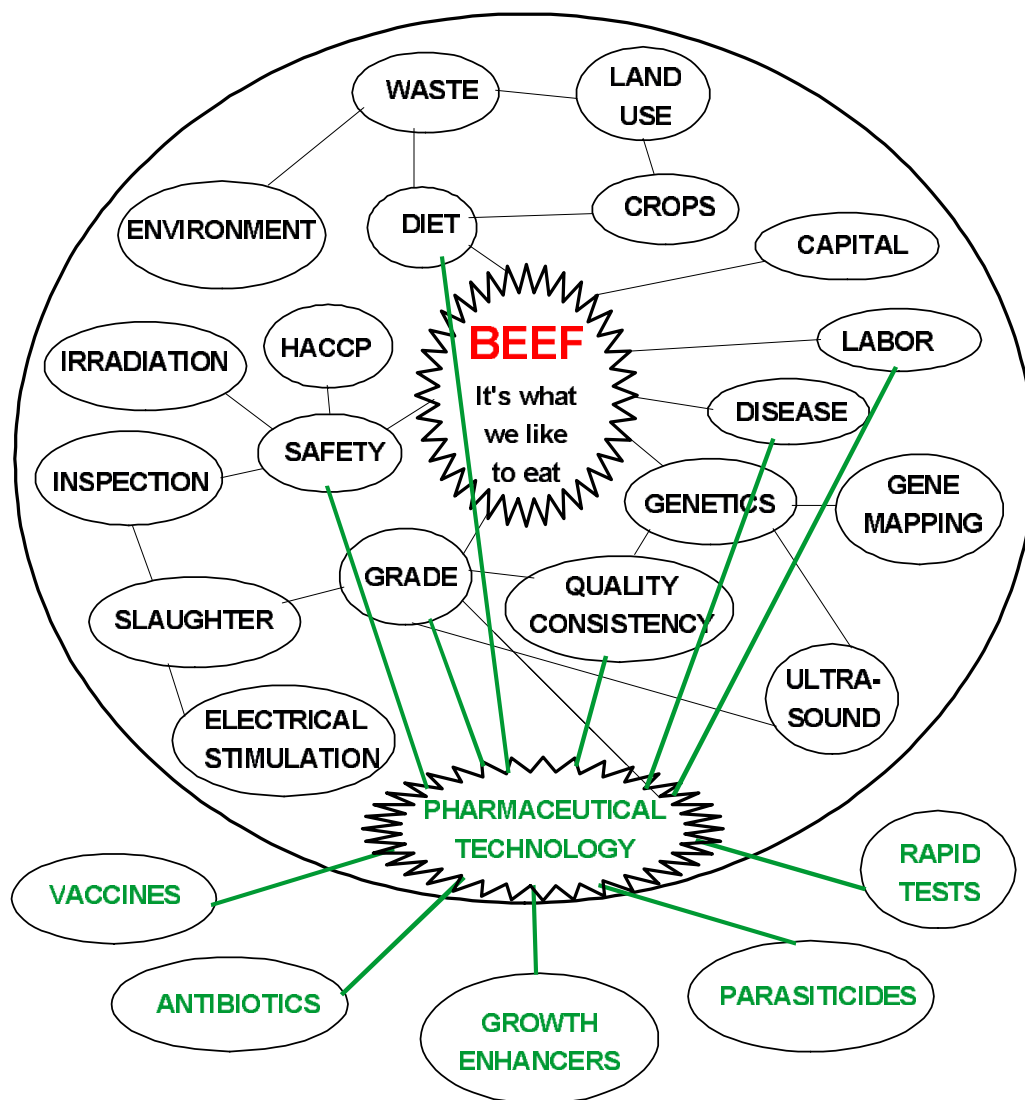 WASTE
LAND
USE
ENVIRONMENT
DIET
CROPS
CAPITAL
IRRADIATION
HACCP
BEEF
It's what
we like
to eat
LABOR
DISEASE
INSPECTION
SAFETY
GENETICS
GENE
MAPPING
SLAUGHTER
GRADE
QUALITY
CONSISTENCY
ELECTRICAL
STIMULATION
ULTRA-
SOUND
PHARMACEUTICAL
TECHNOLOGY
VACCINES
RAPID
TESTS
ANTIBIOTICS
GROWTH
ENHANCERS
PARASITICIDES